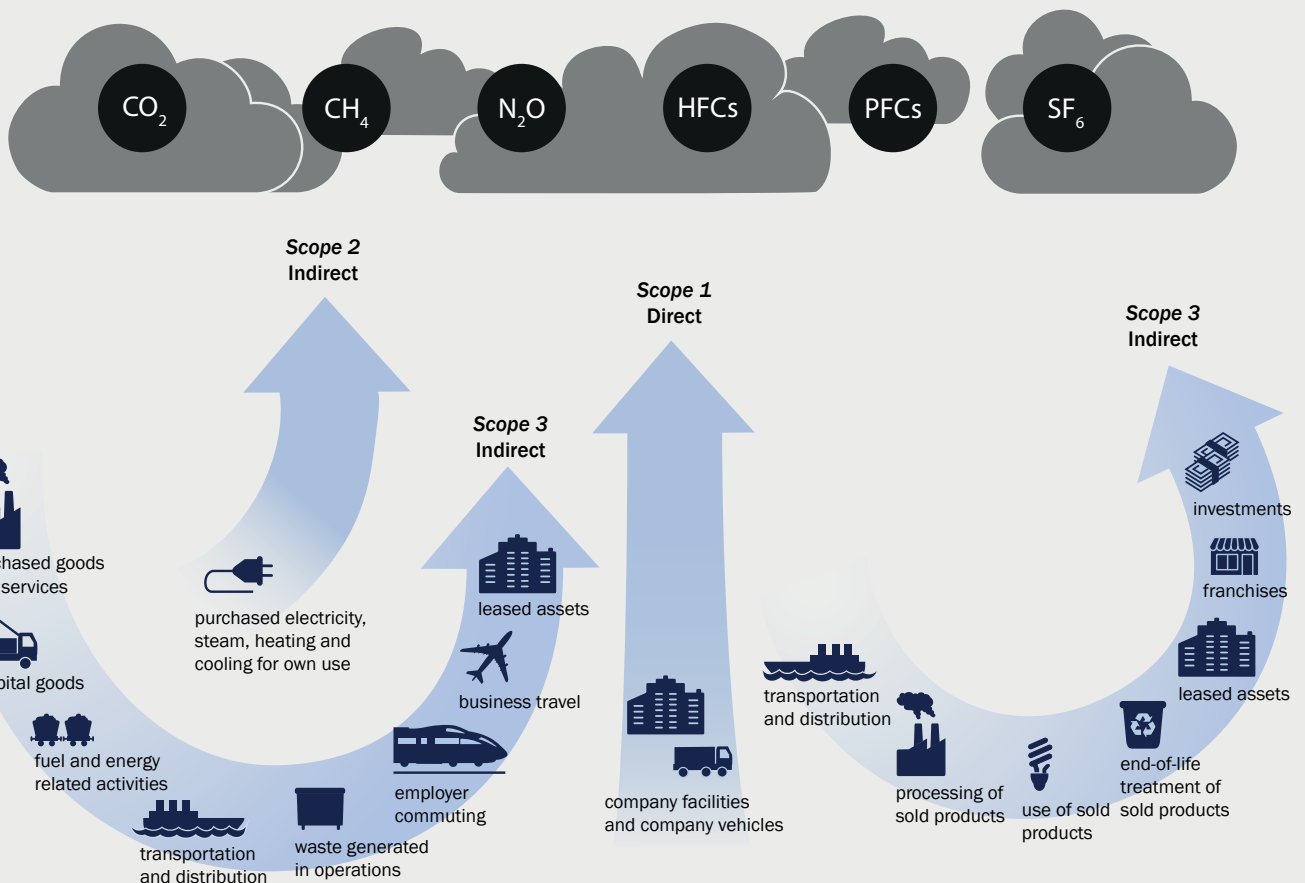 CO2
CH4
N2O
HFCs
PFCs
SF6
Scope 2
Indirect
Scope 1
Direct
Scope 3
Indirect
Scope 3
Indirect
chased goods
services
pital goods
fuel and energy
related activities
transportation
and distribution
waste generated
in operations
employer
commuting
business travel
leased assets
purchased electricity,
steam, heating and
cooling for own use
company facilities
and company vehicles
transportation
and distribution
processing of
sold products
use of sold
products
end-of-life
treatment of
sold products
leased assets
franchises
investments